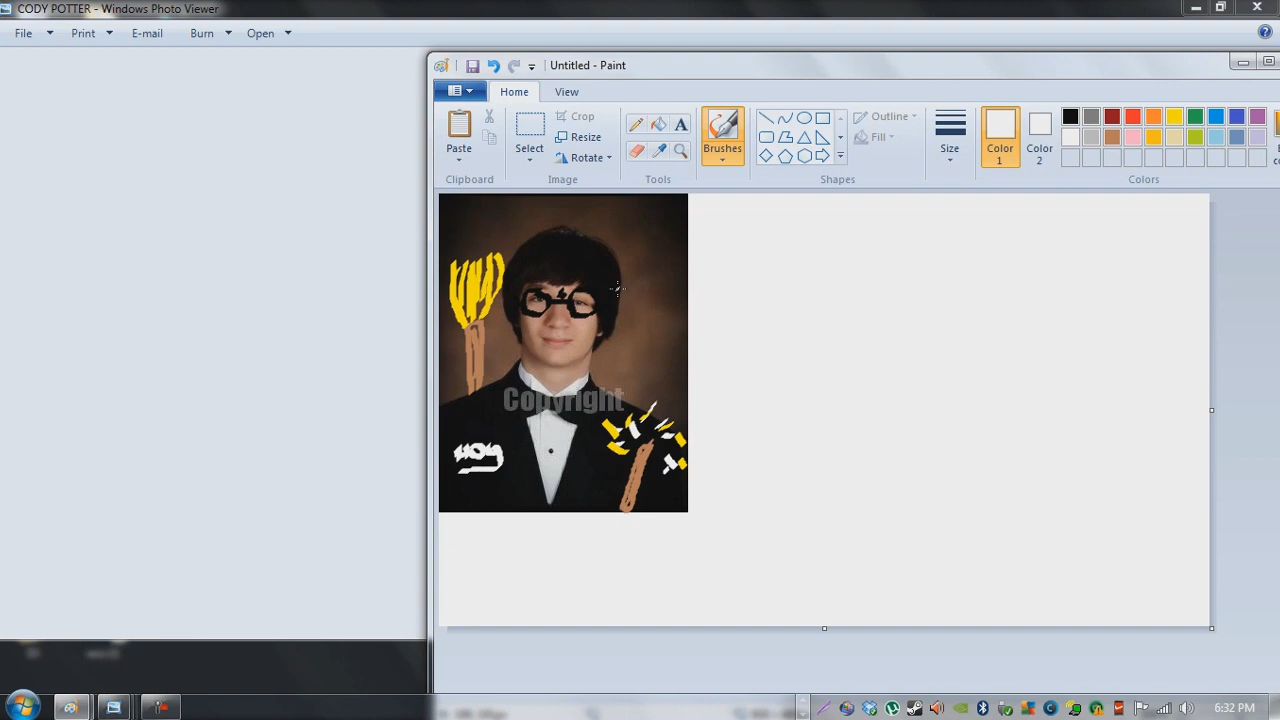 CODY POTTER - Windows Photo Viewer
File Print E-mail Burn Open
Untitled - Paint
Home View
Paste
Select
Crop
Resize
Rotate
Brushes
Outline
Fill
Size
Color 1
Color 2
Clipboard Image Tools Shapes Colors
Copyright
6:32 PM